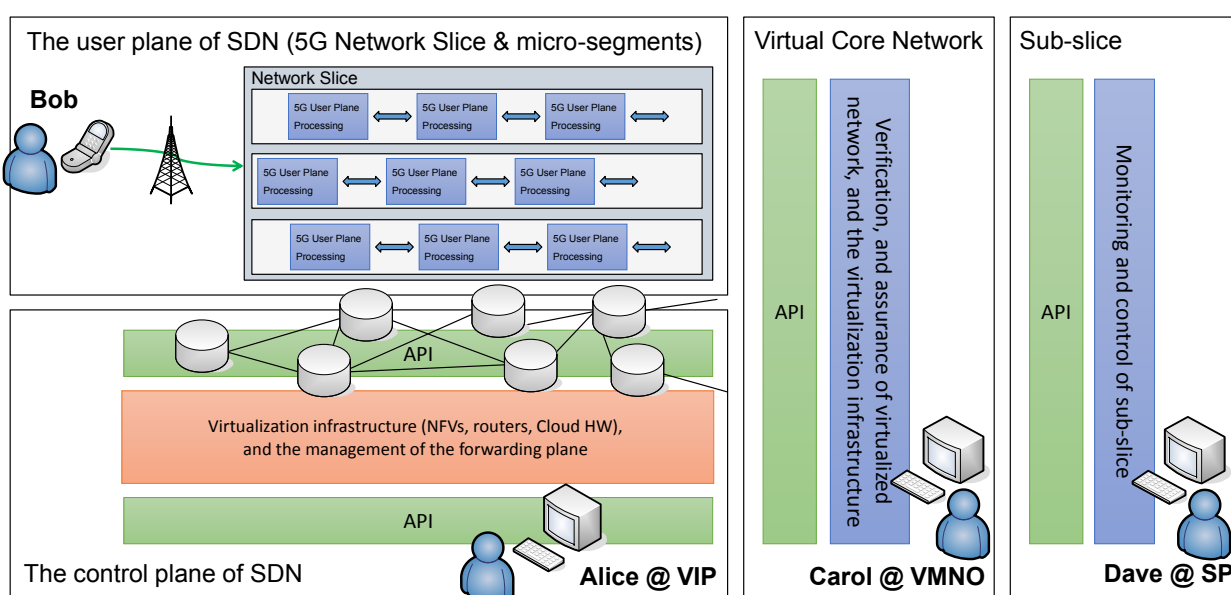 The user plane of SDN (5G Network Slice & micro-segments)
Bob
Network Slice
5G User Plane
Processing
5G User Plane
Processing
5G User Plane
Processing
5G User Plane
Processing
5G User Plane
Processing
5G User Plane
Processing
5G User Plane
Processing
5G User Plane
Processing
5G User Plane
Processing
API
Virtualization infrastructure (NFVs, routers, Cloud HW),
and the management of the forwarding plane
API
The control plane of SDN
Alice @ VIP
Virtual Core Network
API
Verification, and assurance of virtualized
network, and the virtualization infrastructure
Carol @ VMNO
Sub-slice
API
Monitoring and control of sub-slice
Dave @ SP